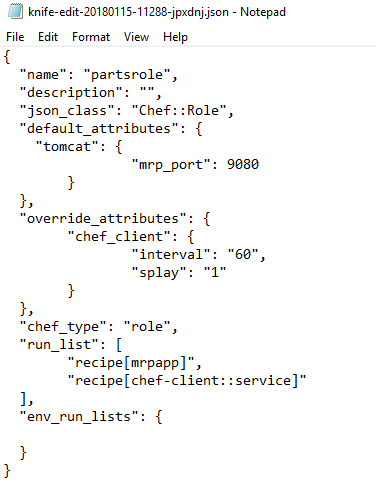 knife-edit-20180115-11288-jpxdnj.json - Notepad
File Edit Format View Help
{
  "name": "partsrole",
  "description": "",
  "json_class": "Chef::Role",
  "default_attributes": {
    "tomcat": {
                "mrp_port": 9080
        }
  },
  "override_attributes": {
        "chef_client": {
                "interval": "60",
                "splay": "1"
        }
  },
  "chef_type": "role",
  "run_list": [
        "recipe[mrpapp]",
        "recipe[chef-client::service]"
  ],
  "env_run_lists": {

  }
}